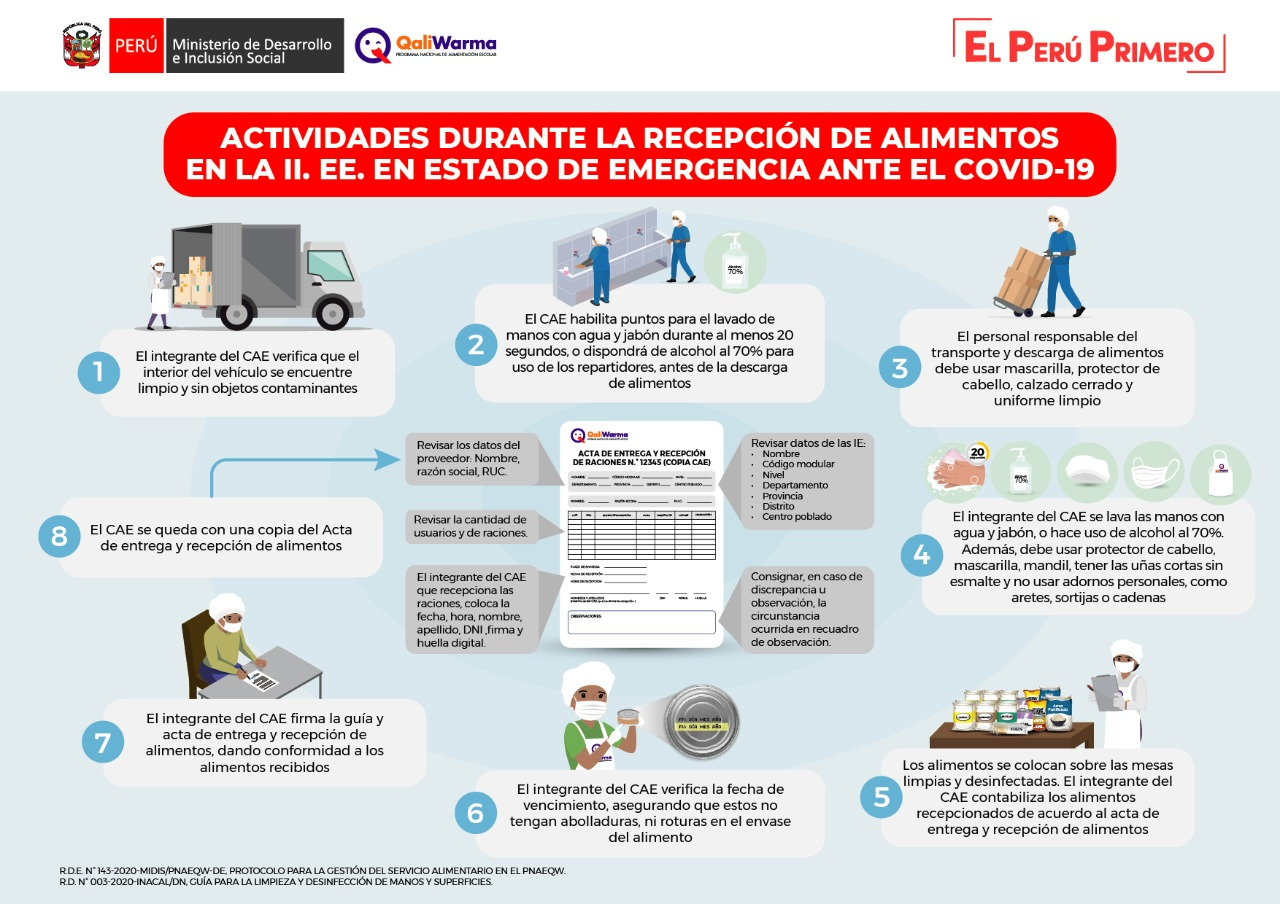 PERÚ
Ministerio de Desarrollo
e Inclusión Social
QaliWarma
PROGRAMA NACIONAL DE ALIMENTACIÓN ESCOLAR
EL PERÚ PRIMERO
ACTIVIDADES DURANTE LA RECEPCIÓN DE ALIMENTOS
EN LA II. EE. EN ESTADO DE EMERGENCIA ANTE EL COVID-19
1
El integrante del CAE verifica que el
interior del vehículo se encuentre
limpio y sin objetos contaminantes
Alcohol
70%
2
El CAE habilita puntos para el lavado de
manos con agua y jabón durante al menos 20
segundos, o dispondrá de alcohol al 70% para
uso de los repartidores, antes de la descarga
de alimentos
3
El personal responsable del
transporte y descarga de alimentos
debe usar mascarilla, protector de
cabello, calzado cerrado y
uniforme limpio
20
70%
4
El integrante del CAE se lava las manos con
agua y jabón, o hace uso de alcohol al 70%.
Además, debe usar protector de cabello,
mascarilla, mandil, tener las uñas cortas sin
esmalte y no usar adornos personales, como
aretes, sortijas o cadenas
5
Los alimentos se colocan sobre las mesas
limpias y desinfectadas. El integrante del
CAE contabiliza los alimentos
recepcionados de acuerdo al acta de
entrega y recepción de alimentos
FP: DÍA MES AÑO
FV: DÍA MES AÑO
6
El integrante del CAE verifica la fecha de
vencimiento, asegurando que estos no
tengan abolladuras, ni roturas en el envase
del alimento
7
El integrante del CAE firma la guía y
acta de entrega y recepción de
alimentos, dando conformidad a los
alimentos recibidos
8
El CAE se queda con una copia del Acta
de entrega y recepción de alimentos
Revisar los datos del
proveedor: Nombre,
razón social, RUC.
Revisar la cantidad de
usuarios y de raciones.
El integrante del CAE
que recepciona las
raciones, coloca la
fecha, hora, nombre,
apellido, DNI ,firma y
huella digital.
QaliWarma
ACTA DE ENTREGA Y RECEPCIÓN
DE RACIONES N.° 12345 (COPIA CAE)
OBSERVACIONES:
Revisar datos de las IE:
• Nombre
• Código modular
• Nivel
• Departamento
• Provincia
• Distrito
• Centro poblado
Consignar, en caso de
discrepancia u
observación, la
circunstancia
ocurrida en recuadro
de observación.
R.D.E. N° 143-2020-MIDIS/PNAEQW-DE, PROTOCOLO PARA LA GESTIÓN DEL SERVICIO ALIMENTARIO EN EL PNAEQW.
R.D. N° 003-2020-INACAL/DN, GUÍA PARA LA LIMPIEZA Y DESINFECCIÓN DE MANOS Y SUPERFICIES.